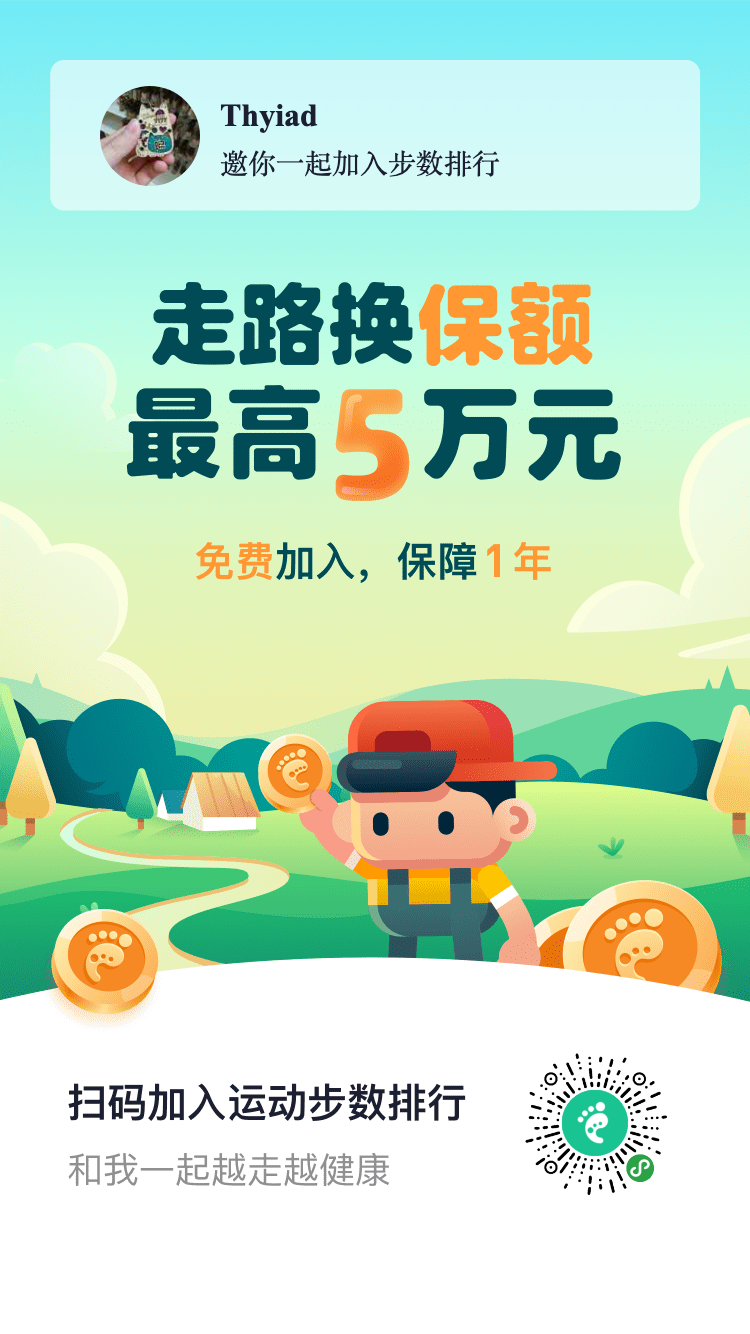 Thyiad
邀你一起加入步数排行
走路换保额
最高5万元
免费加入，保障1年
扫码加入运动步数排行
和我一起越走越健康